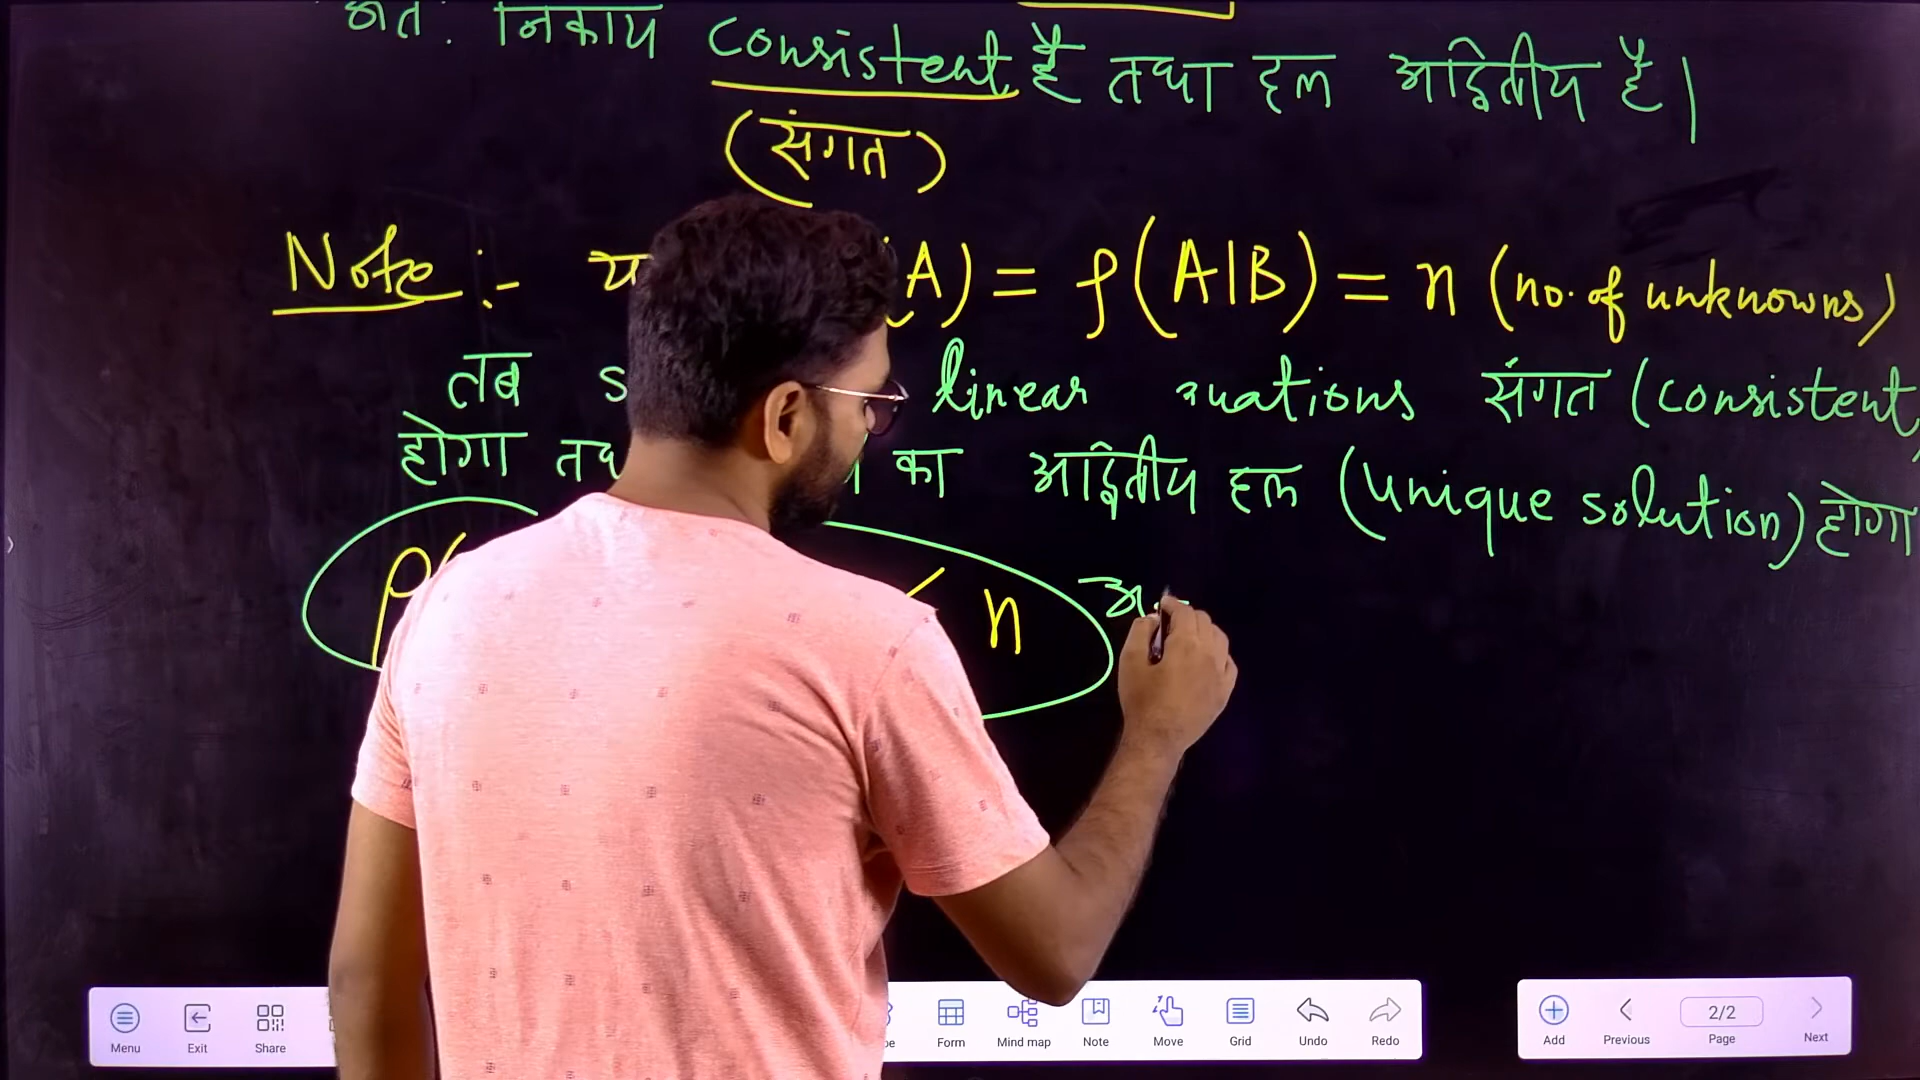 अतः निकाय consistent है तथा हल अद्वितीय है।
(संगत)
Note :- A) = ρ(A|B) = n (no. of unknowns)
तब linear uations संगत (consistent,
होगा का अद्वितीय हल (unique solution) होगा
ρ( < n
Menu Exit Share Form Mind map Note Move Grid Undo Redo Add Previous 2/2 Page Next